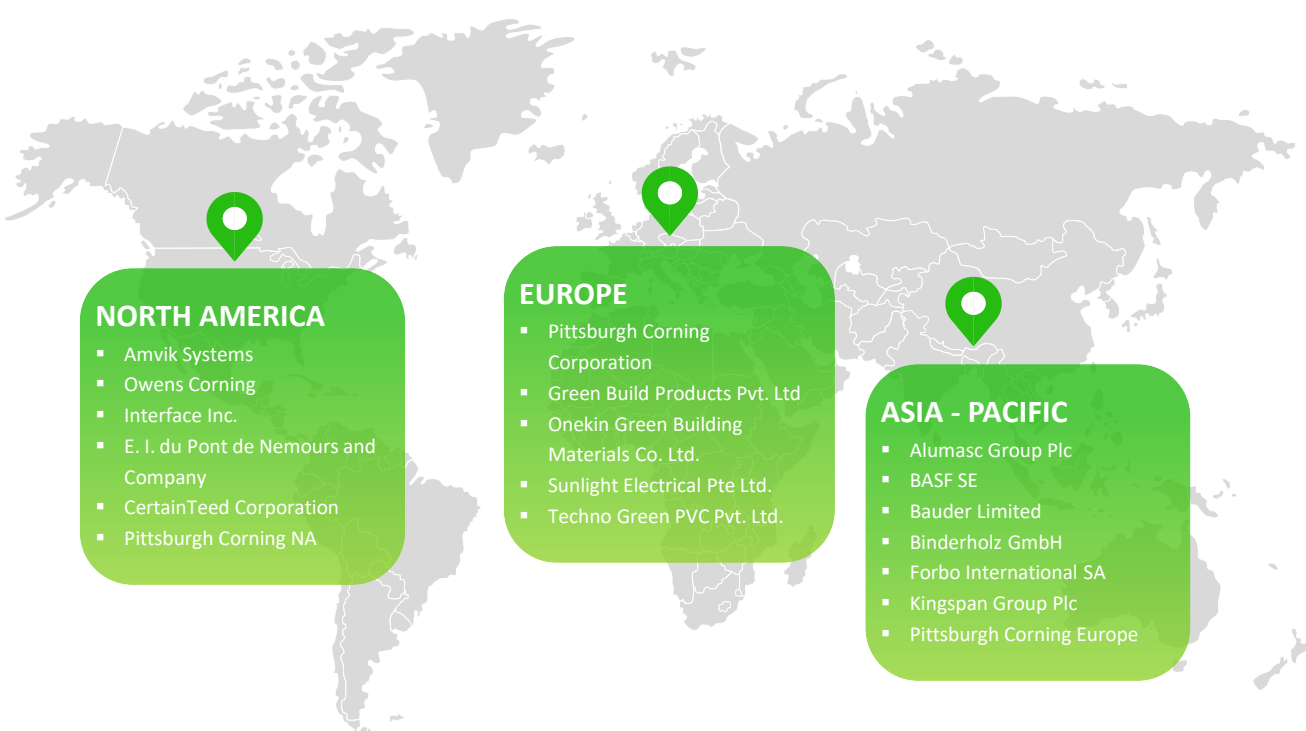 NORTH AMERICA
▪ Amvik Systems
▪ Owens Corning
▪ Interface Inc.
▪ E. I. du Pont de Nemours and
Company
▪ CertainTeed Corporation
▪ Pittsburgh Corning NA
EUROPE
▪ Pittsburgh Corning
Corporation
▪ Green Build Products Pvt. Ltd
▪ Onekin Green Building
Materials Co. Ltd.
▪ Sunlight Electrical Pte Ltd.
▪ Techno Green PVC Pvt. Ltd.
ASIA - PACIFIC
▪ Alumasc Group Plc
▪ BASF SE
▪ Bauder Limited
▪ Binderholz GmbH
▪ Forbo International SA
▪ Kingspan Group Plc
▪ Pittsburgh Corning Europe